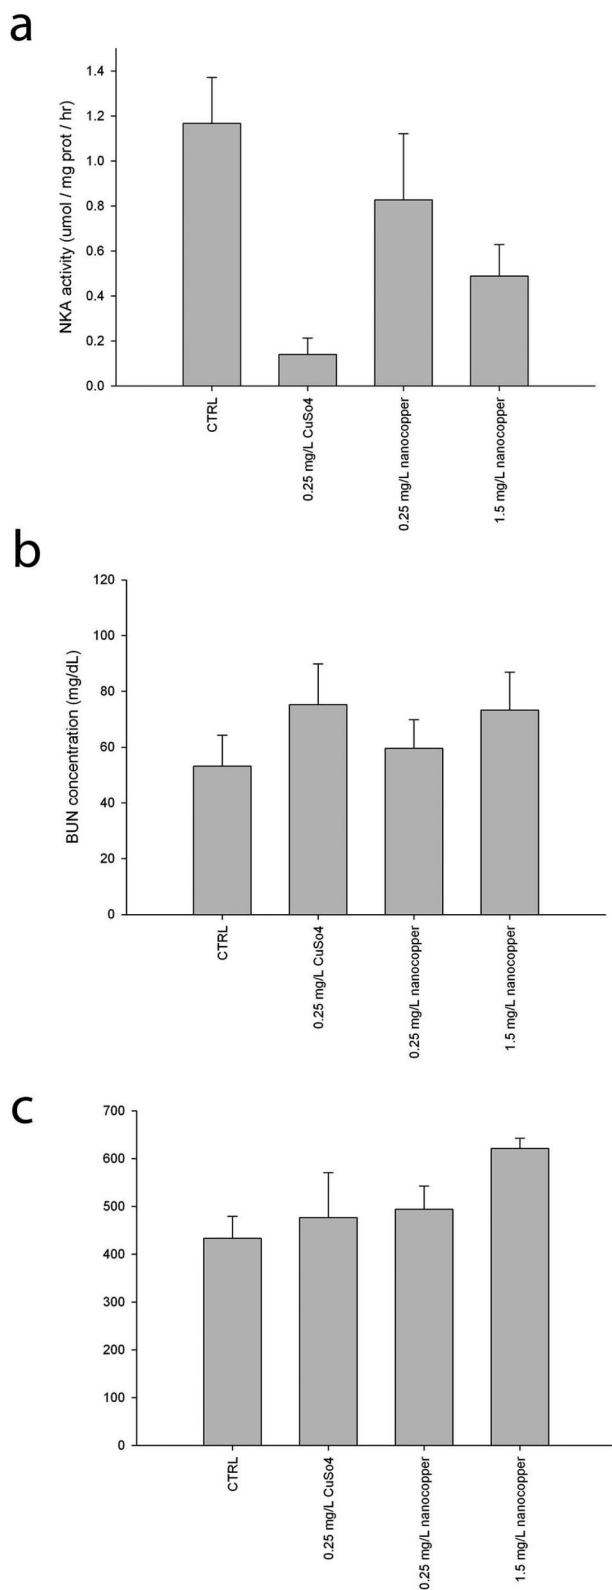 a
NKA activity (umol / mg prot / hr)
1.4
1.2
1.0
0.8
0.6
0.4
0.2
0.0
CTRL
0.25 mg/L CuSo4
0.25 mg/L nanocopper
1.5 mg/L nanocopper
b
BUN concentration (mg/dL)
120
100
80
60
40
20
0
CTRL
0.25 mg/L CuSo4
0.25 mg/L nanocopper
1.5 mg/L nanocopper
c
700
600
500
400
300
200
100
0
CTRL
0.25 mg/L CuSo4
0.25 mg/L nanocopper
1.5 mg/L nanocopper